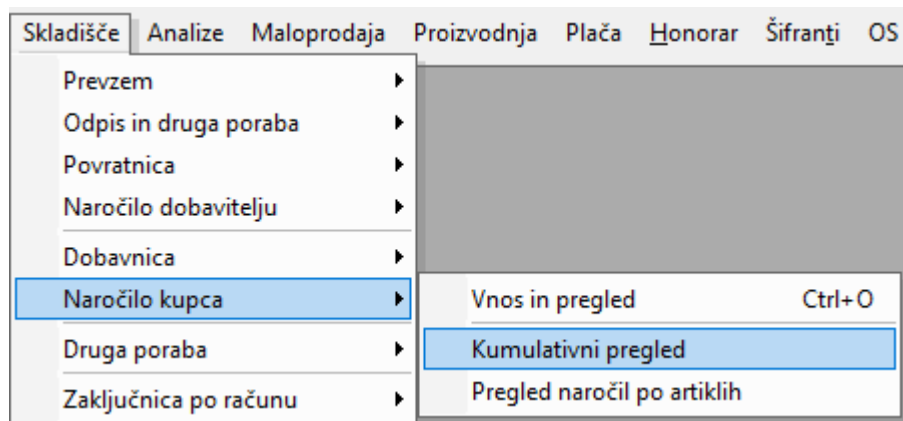 Skladišče Analize Maloprodaja Proizvodnja Plača Honorar Šifranti OS
Prevzem
Odpis in druga poraba
Povratnica
Naročilo dobavitelju
Dobavnica
Naročilo kupca
Vnos in pregled Ctrl+O
Kumulativni pregled
Pregled naročil po artiklih
Druga poraba
Zaključnica po računu